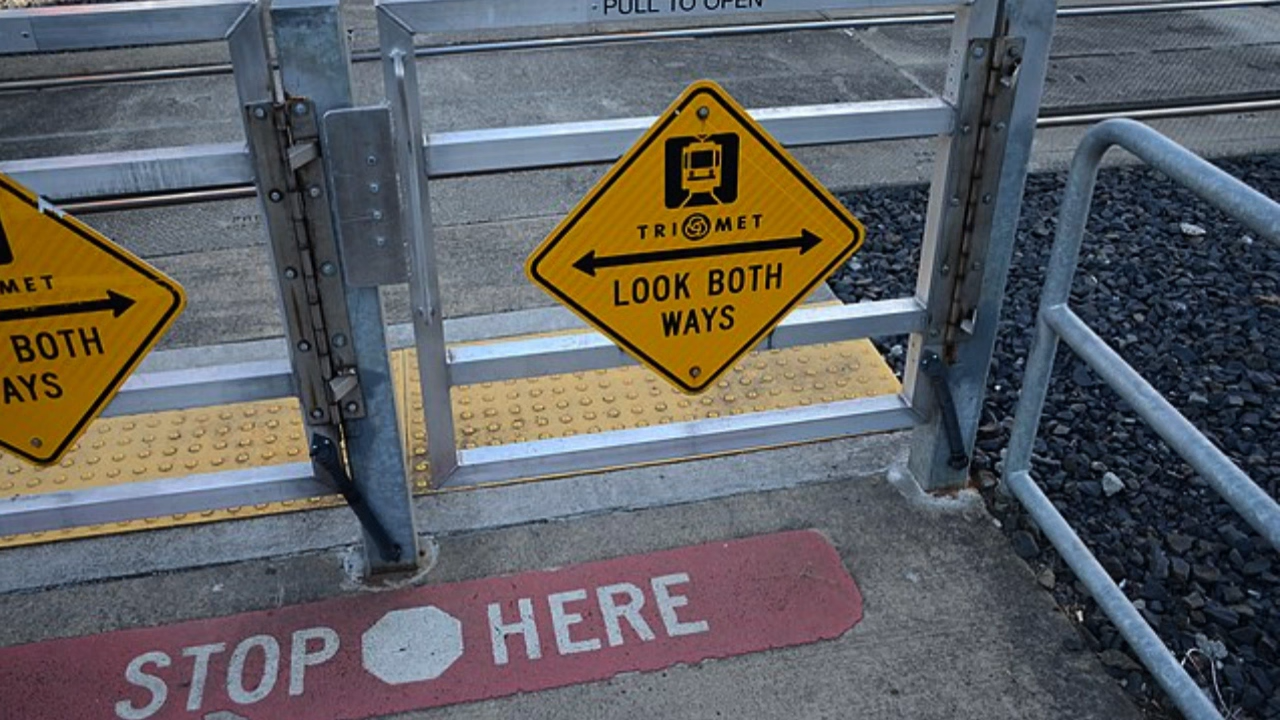 PULL TO OPEN
TRI MET
LOOK BOTH
WAYS
MET
BOTH
AYS
STOP HERE